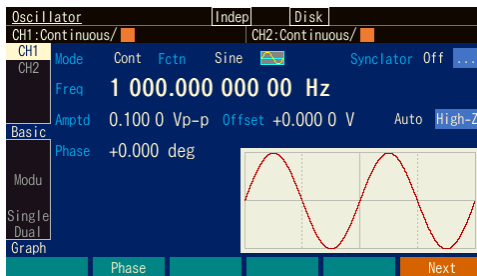 Oscillator Indep Disk
CH1:Continuous/ CH2:Continuous/
CH1
CH2
Mode Cont Fctn Sine Synclator Off ...
Freq 1 000.000 000 00 Hz
Amptd 0.100 0 Vp-p Offset +0.000 0 V Auto High-Z
Basic
Phase +0.000 deg
Modu
Single
Dual
Graph
Phase Next